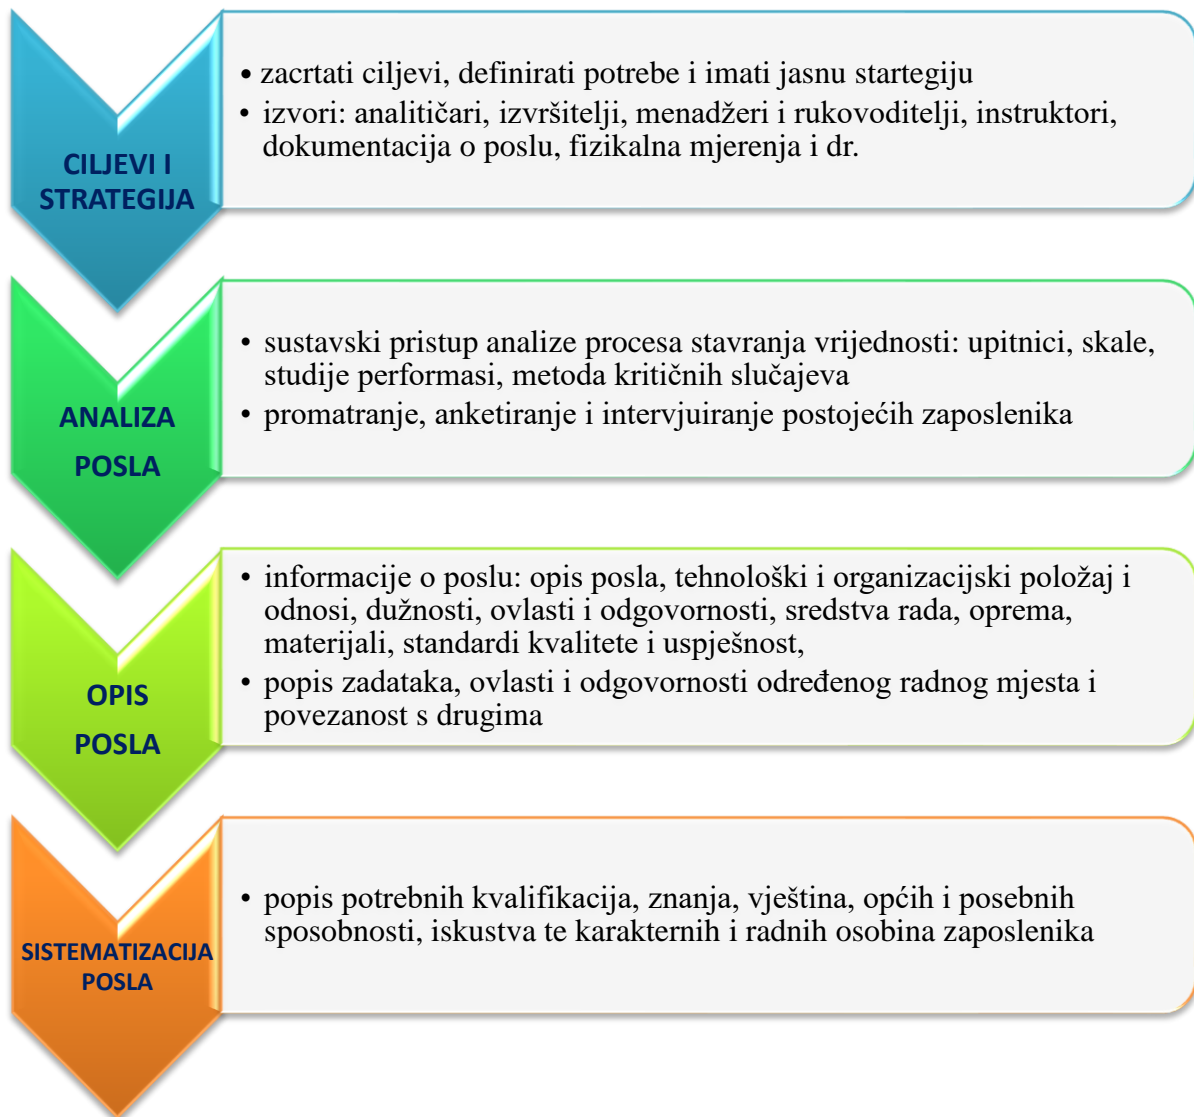 CILJEVI I
STRATEGIJA
• zacrtati ciljevi, definirati potrebe i imati jasnu startegiju
• izvori: analitičari, izvršitelji, menadžeri i rukovoditelji, instruktori,
dokumentacija o poslu, fizikalna mjerenja i dr.
ANALIZA
POSLA
• sustavski pristup analize procesa stavranja vrijednosti: upitnici, skale,
studije performasi, metoda kritičnih slučajeva
• promatranje, anketiranje i intervjuiranje postojećih zaposlenika
OPIS
POSLA
• informacije o poslu: opis posla, tehnološki i organizacijski položaj i
odnosi, dužnosti, ovlasti i odgovornosti, sredstva rada, oprema,
materijali, standardi kvalitete i uspješnost,
• popis zadataka, ovlasti i odgovornosti određenog radnog mjesta i
povezanost s drugima
SISTEMATIZACIJA
POSLA
• popis potrebnih kvalifikacija, znanja, vještina, općih i posebnih
sposobnosti, iskustva te karakternih i radnih osobina zaposlenika